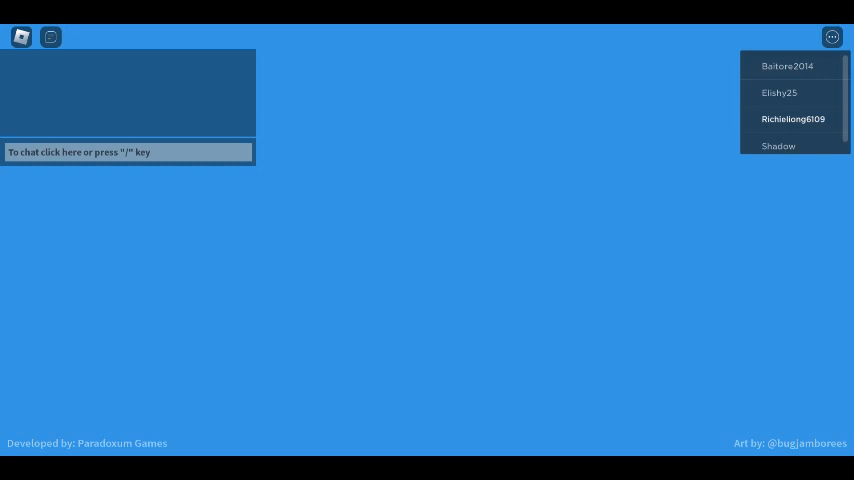 To chat click here or press "/" key
Baitore2014
Elishy25
Richieliong6109
Shadow
Developed by: Paradoxum Games
Art by: @bugjamborees